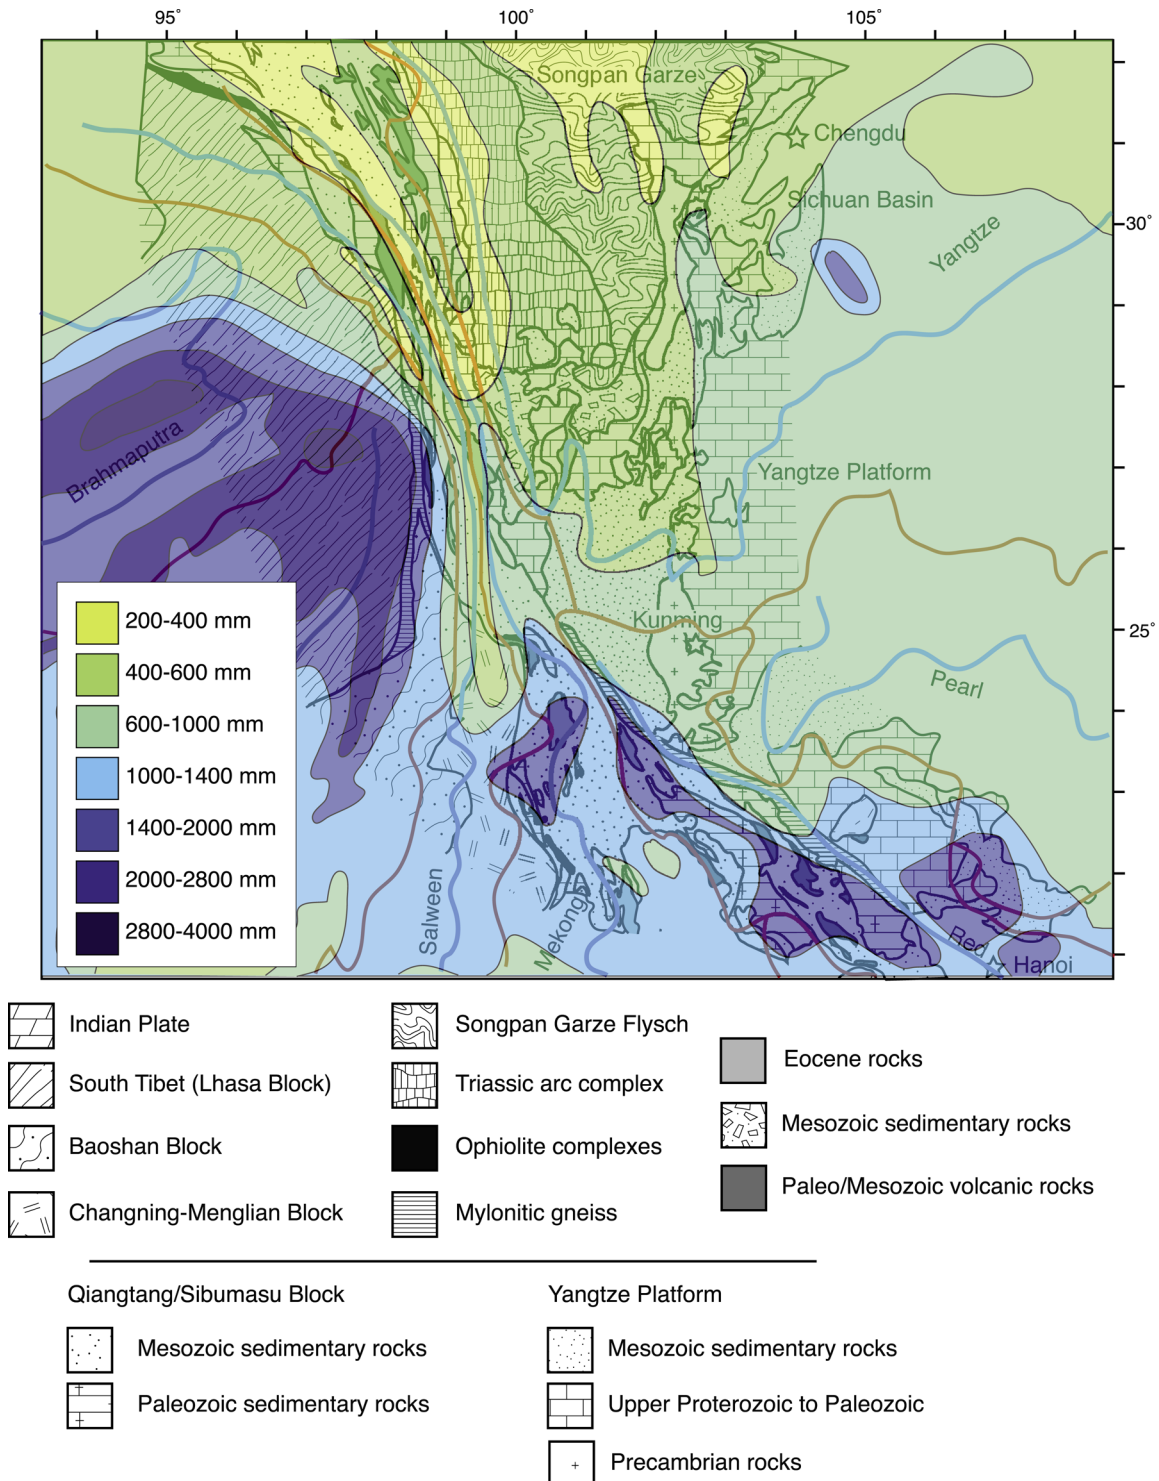 95°
100°
105°
Songpan Garze
Chengdu
Sichuan Basin
30°
Yangtze
Brahmaputra
Yangtze Platform
200-400 mm
400-600 mm
600-1000 mm
1000-1400 mm
1400-2000 mm
2000-2800 mm
2800-4000 mm
Kunming
25°
Pearl
Salween
Mekong
Red
Hanoi
Indian Plate
South Tibet (Lhasa Block)
Baoshan Block
Changning-Menglian Block
Songpan Garze Flysch
Triassic arc complex
Ophiolite complexes
Mylonitic gneiss
Eocene rocks
Mesozoic sedimentary rocks
Paleo/Mesozoic volcanic rocks
Qiangtang/Sibumasu Block
Mesozoic sedimentary rocks
Paleozoic sedimentary rocks
Yangtze Platform
Mesozoic sedimentary rocks
Upper Proterozoic to Paleozoic
Precambrian rocks